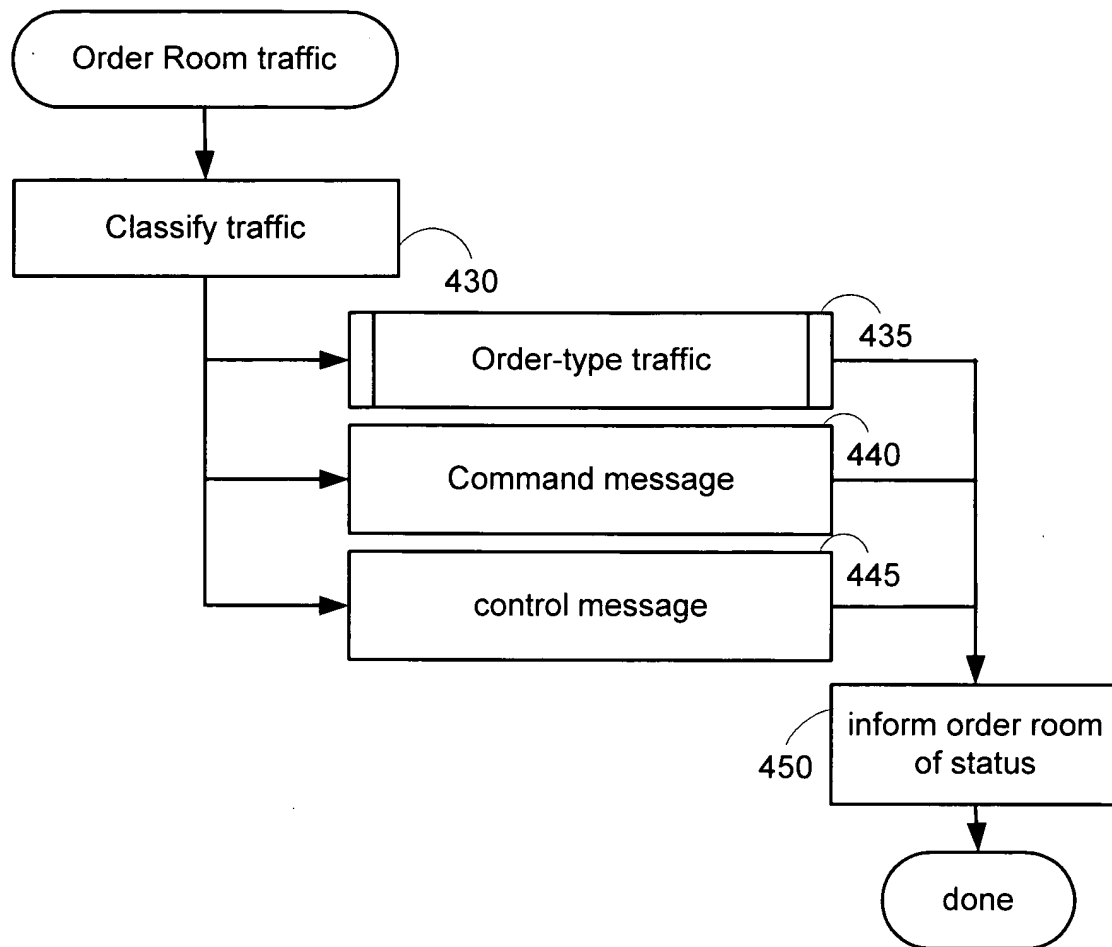 Order Room traffic
Classify traffic
430
435
Order-type traffic
440
Command message
445
control message
inform order room
of status
450
done